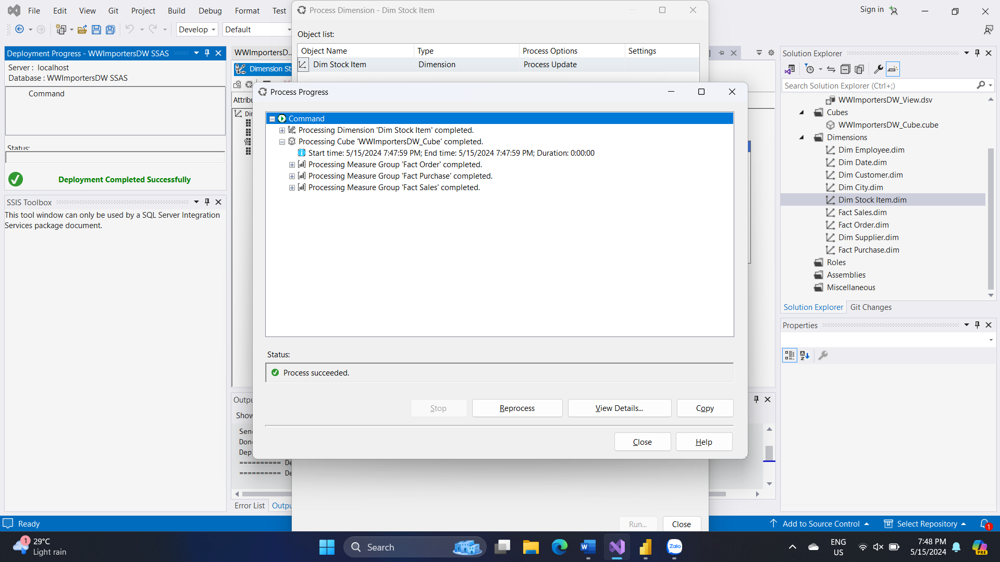 File Edit View Git Project Build Debug Format Test
Sign in
Develop Default
Process Dimension - Dim Stock Item
Object list:
Object Name Type Process Options Settings
Dim Stock Item Dimension Process Update
Deployment Progress - WWImportersDW SSAS
Server : localhost
Database : WWImportersDW SSAS
Command
Status:
Deployment Completed Successfully
SSIS Toolbox
This tool window can only be used by a SQL Server Integration
Services package document.
WWImportersD...
Dimension St
Attribu
Dir
Process Progress
Command
Processing Dimension 'Dim Stock Item' completed.
Processing Cube 'WWImportersDW_Cube' completed.
Start time: 5/15/2024 7:47:59 PM; End time: 5/15/2024 7:47:59 PM; Duration: 0:00:00
Processing Measure Group 'Fact Order' completed.
Processing Measure Group 'Fact Purchase' completed.
Processing Measure Group 'Fact Sales' completed.
Status:
Process succeeded.
Stop Reprocess View Details... Copy
Close Help
Outpu
Show
Sen
Don
Dep
========== De
========== De
Error List Outpu
Run... Close
Solution Explorer
Search Solution Explorer (Ctrl+;)
WWImportersDW_View.dsv
Cubes
WWImportersDW_Cube.cube
Dimensions
Dim Employee.dim
Dim Date.dim
Dim Customer.dim
Dim City.dim
Dim Stock Item.dim
Fact Sales.dim
Fact Order.dim
Dim Supplier.dim
Fact Purchase.dim
Roles
Assemblies
Miscellaneous
Solution Explorer Git Changes
Properties
Ready
Add to Source Control Select Repository 1
1 29°C
Light rain
Search
Zalo
ENG
US
7:48 PM
5/15/2024
PRE